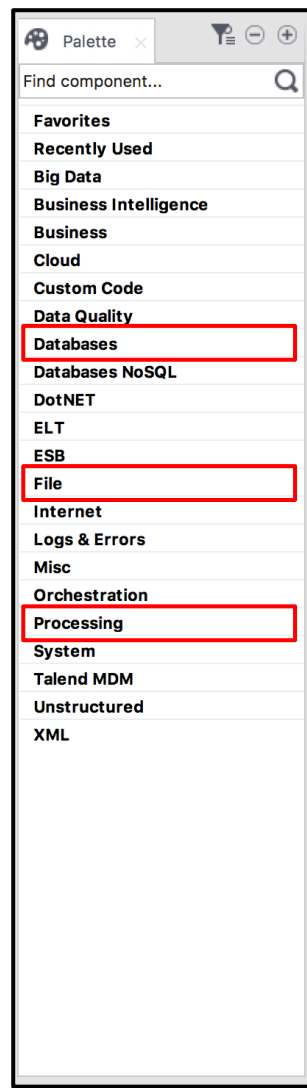 Palette
Find component...
Favorites
Recently Used
Big Data
Business Intelligence
Business
Cloud
Custom Code
Data Quality
Databases
Databases NoSQL
DotNET
ELT
ESB
File
Internet
Logs & Errors
Misc
Orchestration
Processing
System
Talend MDM
Unstructured
XML